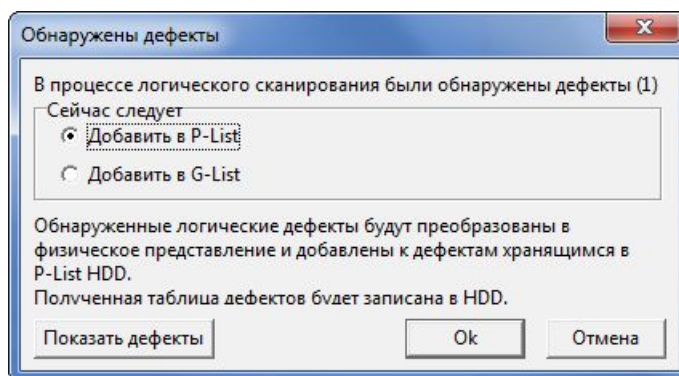 Обнаружены дефекты
В процессе логического сканирования были обнаружены дефекты (1)
Сейчас следует
Добавить в P-List
Добавить в G-List
Обнаруженные логические дефекты будут преобразованы в
физическое представление и добавлены к дефектам хранящимся в
P-List HDD.
Полученная таблица дефектов будет записана в HDD.
Показать дефекты Ok Отмена